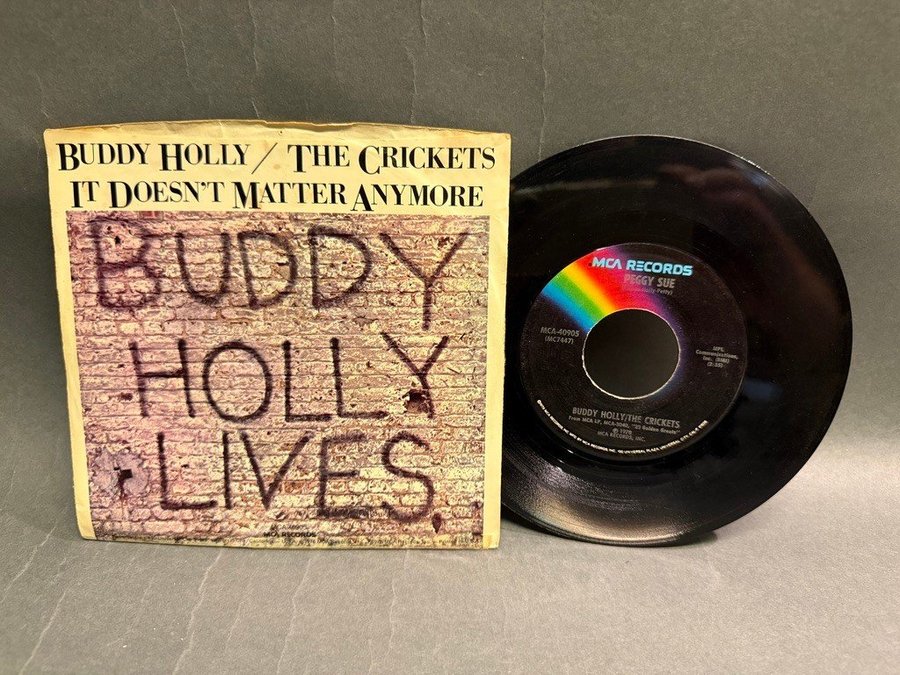 BUDDY HOLLY / THE CRICKETS
IT DOESN'T MATTER ANYMORE
BUDDY
HOLLY
LIVES
MCA RECORDS
MCA RECORDS
PEGGY SUE
MCA-40905
(MC7447)
MPL
Communications,
Inc. (BMI)
(2:25)
BUDDY HOLLY/THE CRICKETS
From MCA LP, MCA-3040, "20 Golden Greats"
℗ 1978
MCA RECORDS, INC.